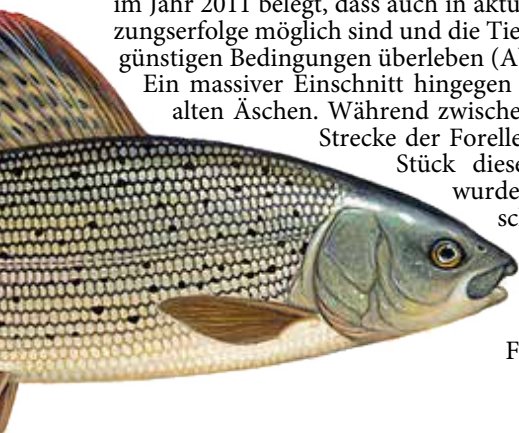 im Jahr 2011 belegt, dass auch in aktu
zungserfolge möglich sind und die Tie
günstigen Bedingungen überleben (A
Ein massiver Einschnitt hingegen
alten Äschen. Während zwische
Strecke der Forelle
Stück diese
wurde
sc
F